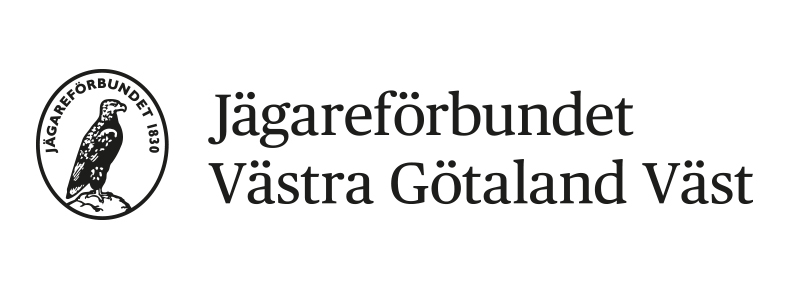 JÄGAREFÖRBUNDET 1830
Jägareförbundet
Västra Götaland Väst